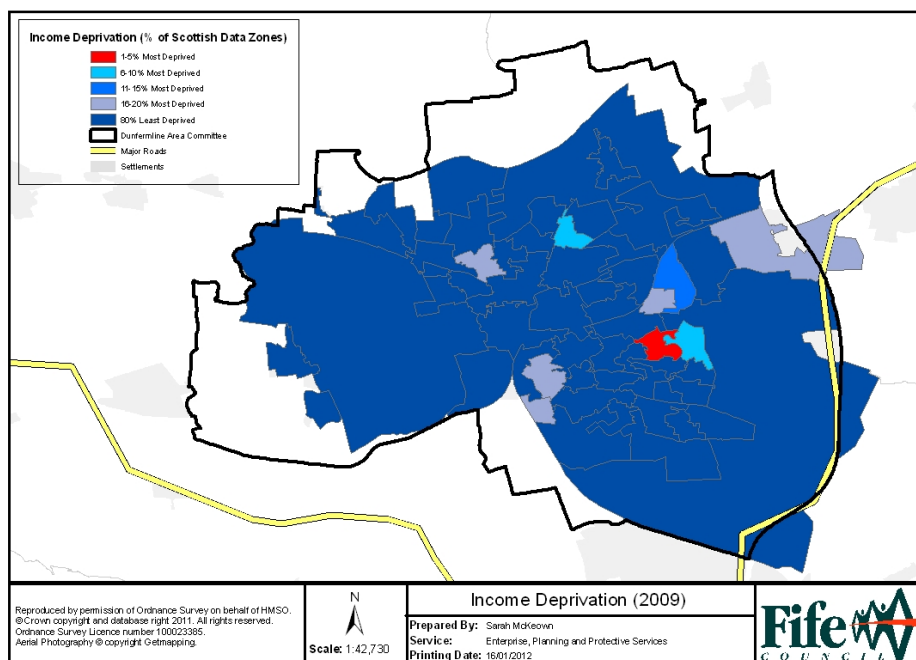 Income Deprivation (% of Scottish Data Zones)
1-5% Most Deprived
6-10% Most Deprived
11-15% Most Deprived
16-20% Most Deprived
80% Least Deprived
Dunfermline Area Committee
Major Roads
Settlements
Reproduced by permission of Ordnance Survey on behalf of HMSO.
© Crown copyright and database right 2011. All rights reserved.
Ordnance Survey Licence number 100023385.
Aerial Photography © copyright Getmapping.
N
Scale: 1:42,730
Income Deprivation (2009)
Prepared By: Sarah McKeown
Service: Enterprise, Planning and Protective Services
Printing Date: 16/01/2012
Fife
COUNCIL